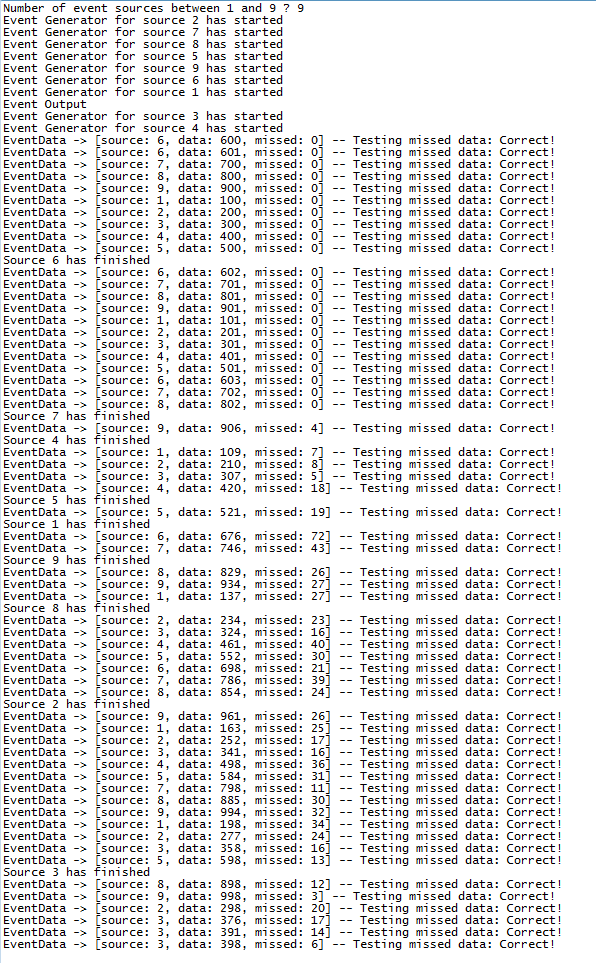 Number of event sources between 1 and 9 ? 9
Event Generator for source 2 has started
Event Generator for source 7 has started
Event Generator for source 8 has started
Event Generator for source 5 has started
Event Generator for source 9 has started
Event Generator for source 6 has started
Event Generator for source 1 has started
Event Output
Event Generator for source 3 has started
Event Generator for source 4 has started
EventData -> [source: 6, data: 600, missed: 0] -- Testing missed data: Correct!
EventData -> [source: 6, data: 601, missed: 0] -- Testing missed data: Correct!
EventData -> [source: 7, data: 700, missed: 0] -- Testing missed data: Correct!
EventData -> [source: 8, data: 800, missed: 0] -- Testing missed data: Correct!
EventData -> [source: 9, data: 900, missed: 0] -- Testing missed data: Correct!
EventData -> [source: 1, data: 100, missed: 0] -- Testing missed data: Correct!
EventData -> [source: 2, data: 200, missed: 0] -- Testing missed data: Correct!
EventData -> [source: 3, data: 300, missed: 0] -- Testing missed data: Correct!
EventData -> [source: 4, data: 400, missed: 0] -- Testing missed data: Correct!
EventData -> [source: 5, data: 500, missed: 0] -- Testing missed data: Correct!
Source 6 has finished
EventData -> [source: 6, data: 602, missed: 0] -- Testing missed data: Correct!
EventData -> [source: 7, data: 701, missed: 0] -- Testing missed data: Correct!
EventData -> [source: 8, data: 801, missed: 0] -- Testing missed data: Correct!
EventData -> [source: 9, data: 901, missed: 0] -- Testing missed data: Correct!
EventData -> [source: 1, data: 101, missed: 0] -- Testing missed data: Correct!
EventData -> [source: 2, data: 201, missed: 0] -- Testing missed data: Correct!
EventData -> [source: 3, data: 301, missed: 0] -- Testing missed data: Correct!
EventData -> [source: 4, data: 401, missed: 0] -- Testing missed data: Correct!
EventData -> [source: 5, data: 501, missed: 0] -- Testing missed data: Correct!
EventData -> [source: 6, data: 603, missed: 0] -- Testing missed data: Correct!
EventData -> [source: 7, data: 702, missed: 0] -- Testing missed data: Correct!
EventData -> [source: 8, data: 802, missed: 0] -- Testing missed data: Correct!
Source 7 has finished
EventData -> [source: 9, data: 906, missed: 4] -- Testing missed data: Correct!
Source 4 has finished
EventData -> [source: 1, data: 109, missed: 7] -- Testing missed data: Correct!
EventData -> [source: 2, data: 210, missed: 8] -- Testing missed data: Correct!
EventData -> [source: 3, data: 307, missed: 5] -- Testing missed data: Correct!
EventData -> [source: 4, data: 420, missed: 18] -- Testing missed data: Correct!
Source 5 has finished
EventData -> [source: 5, data: 521, missed: 19] -- Testing missed data: Correct!
Source 1 has finished
EventData -> [source: 6, data: 676, missed: 72] -- Testing missed data: Correct!
EventData -> [source: 7, data: 746, missed: 43] -- Testing missed data: Correct!
Source 9 has finished
EventData -> [source: 8, data: 829, missed: 26] -- Testing missed data: Correct!
EventData -> [source: 9, data: 934, missed: 27] -- Testing missed data: Correct!
EventData -> [source: 1, data: 137, missed: 27] -- Testing missed data: Correct!
Source 8 has finished
EventData -> [source: 2, data: 234, missed: 23] -- Testing missed data: Correct!
EventData -> [source: 3, data: 324, missed: 16] -- Testing missed data: Correct!
EventData -> [source: 4, data: 461, missed: 40] -- Testing missed data: Correct!
EventData -> [source: 5, data: 552, missed: 30] -- Testing missed data: Correct!
EventData -> [source: 6, data: 698, missed: 21] -- Testing missed data: Correct!
EventData -> [source: 7, data: 786, missed: 39] -- Testing missed data: Correct!
EventData -> [source: 8, data: 854, missed: 24] -- Testing missed data: Correct!
Source 2 has finished
EventData -> [source: 9, data: 961, missed: 26] -- Testing missed data: Correct!
EventData -> [source: 1, data: 163, missed: 25] -- Testing missed data: Correct!
EventData -> [source: 2, data: 252, missed: 17] -- Testing missed data: Correct!
EventData -> [source: 3, data: 341, missed: 16] -- Testing missed data: Correct!
EventData -> [source: 4, data: 498, missed: 36] -- Testing missed data: Correct!
EventData -> [source: 5, data: 584, missed: 31] -- Testing missed data: Correct!
EventData -> [source: 7, data: 798, missed: 11] -- Testing missed data: Correct!
EventData -> [source: 8, data: 885, missed: 30] -- Testing missed data: Correct!
EventData -> [source: 9, data: 994, missed: 32] -- Testing missed data: Correct!
EventData -> [source: 1, data: 198, missed: 34] -- Testing missed data: Correct!
EventData -> [source: 2, data: 277, missed: 24] -- Testing missed data: Correct!
EventData -> [source: 3, data: 358, missed: 16] -- Testing missed data: Correct!
EventData -> [source: 5, data: 598, missed: 13] -- Testing missed data: Correct!
Source 3 has finished
EventData -> [source: 8, data: 898, missed: 12] -- Testing missed data: Correct!
EventData -> [source: 9, data: 998, missed: 3] -- Testing missed data: Correct!
EventData -> [source: 2, data: 298, missed: 20] -- Testing missed data: Correct!
EventData -> [source: 3, data: 376, missed: 17] -- Testing missed data: Correct!
EventData -> [source: 3, data: 391, missed: 14] -- Testing missed data: Correct!
EventData -> [source: 3, data: 398, missed: 6] -- Testing missed data: Correct!